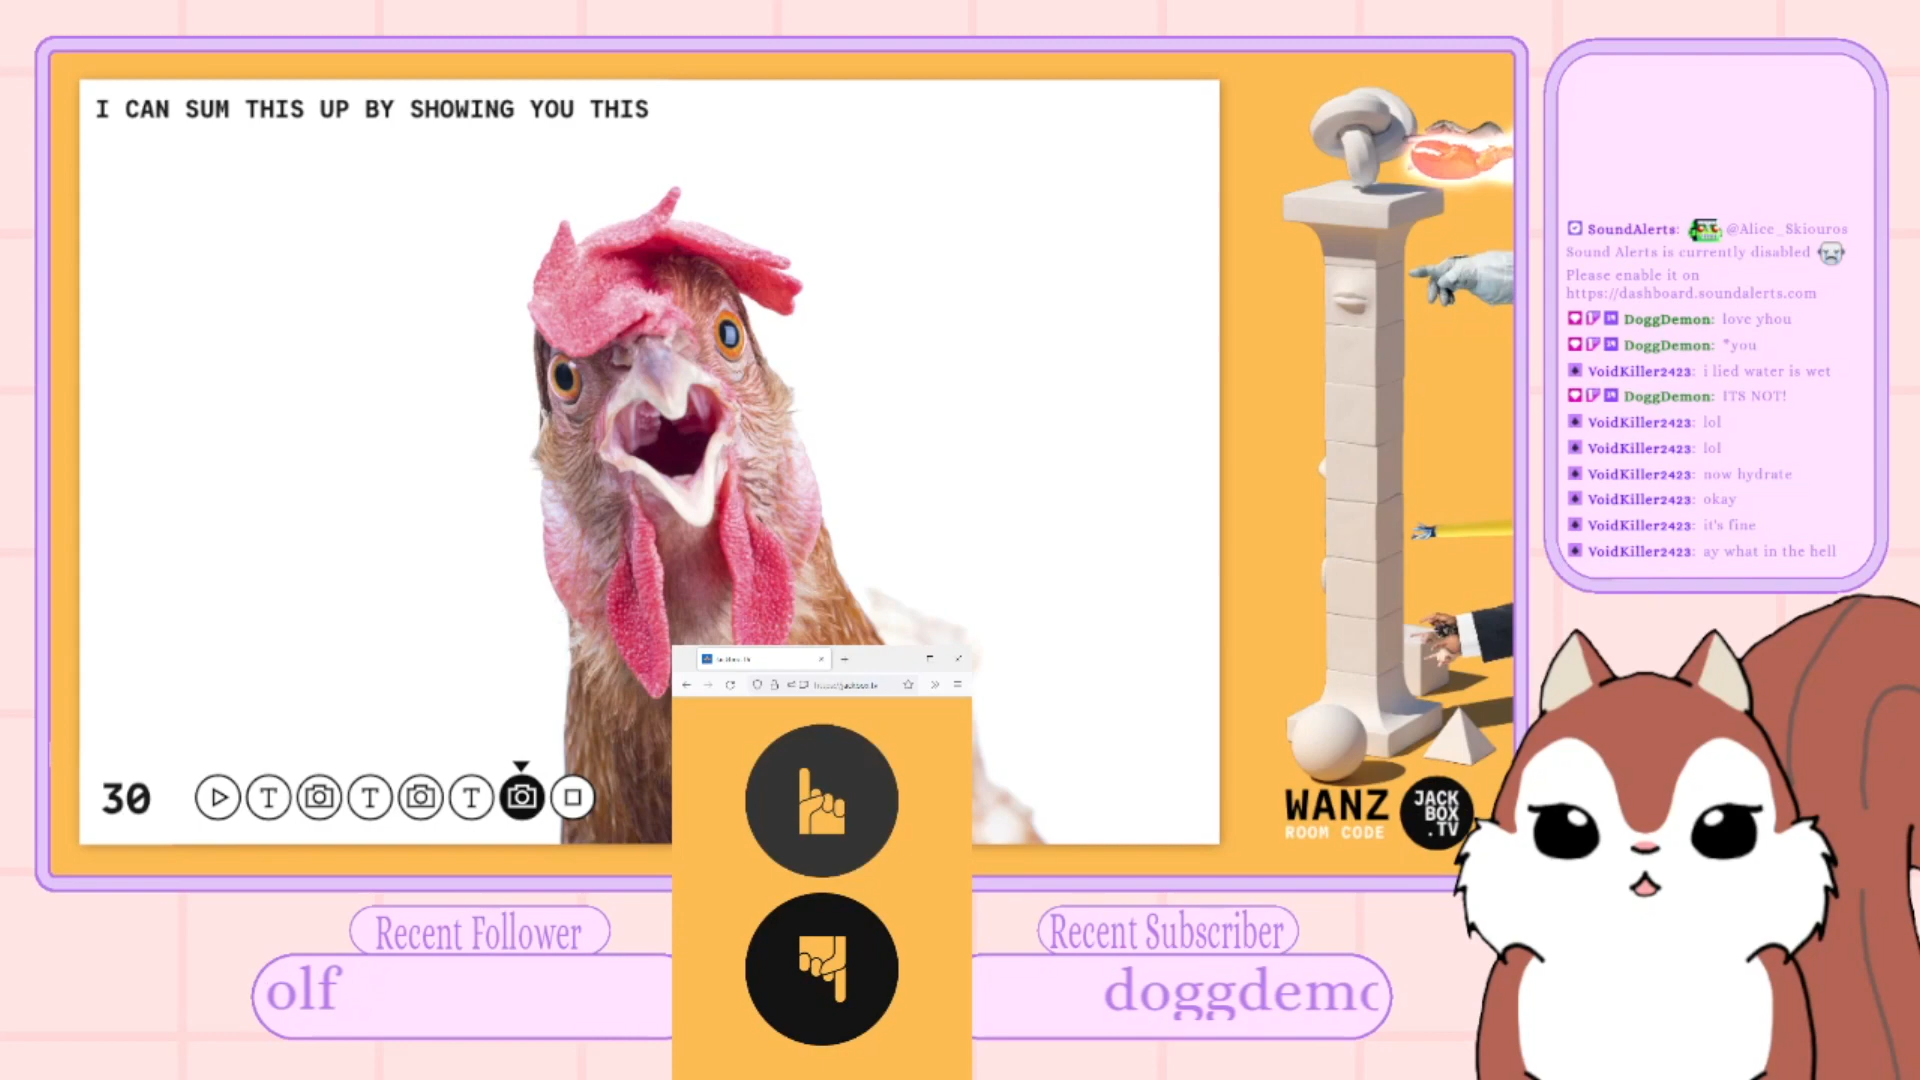 I CAN SUM THIS UP BY SHOWING YOU THIS
30
T
T
T
WANZ
ROOM CODE
JACK
BOX
.TV
SoundAlerts: @Alice_Skiouros
Sound Alerts is currently disabled
Please enable it on
https://dashboard.soundalerts.com
DoggDemon: love yhou
DoggDemon: *you
VoidKiller2423: i lied water is wet
DoggDemon: ITS NOT!
VoidKiller2423: lol
VoidKiller2423: lol
VoidKiller2423: now hydrate
VoidKiller2423: okay
VoidKiller2423: it's fine
VoidKiller2423: ay what in the hell
https://jackbox.tv
Recent Follower
olf
Recent Subscriber
doggdemo